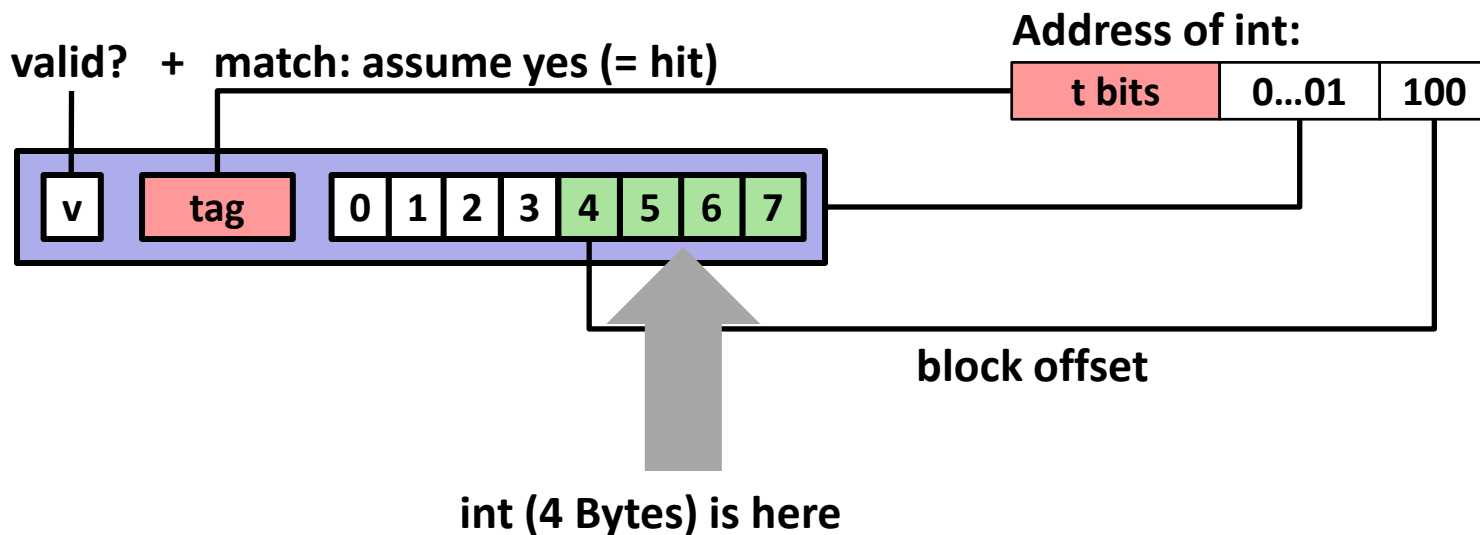 Address of int:
valid? + match: assume yes (= hit)
t bits 0...01 100
v tag 0 1 2 3 4 5 6 7
block offset
int (4 Bytes) is here